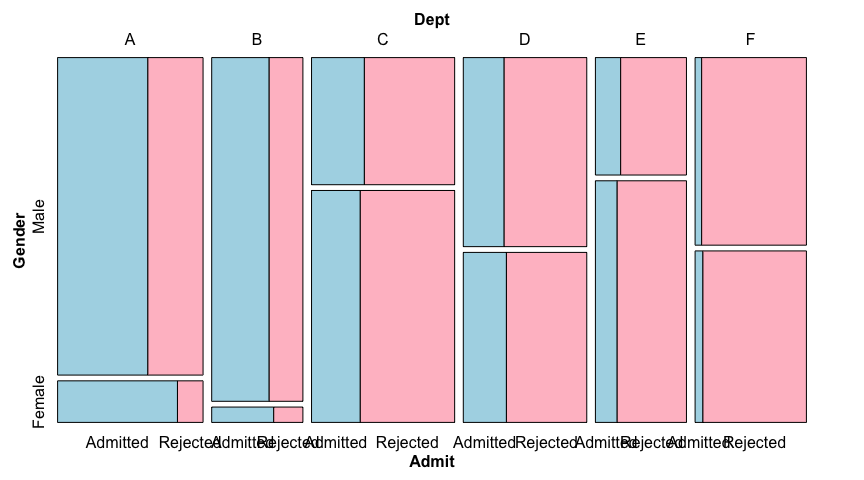 Dept
A B C D E F
Gender
Male
Female
Admitted Rejected Admitted Rejected Admitted Rejected Admitted Rejected Admitted Rejected Admitted Rejected
Admit